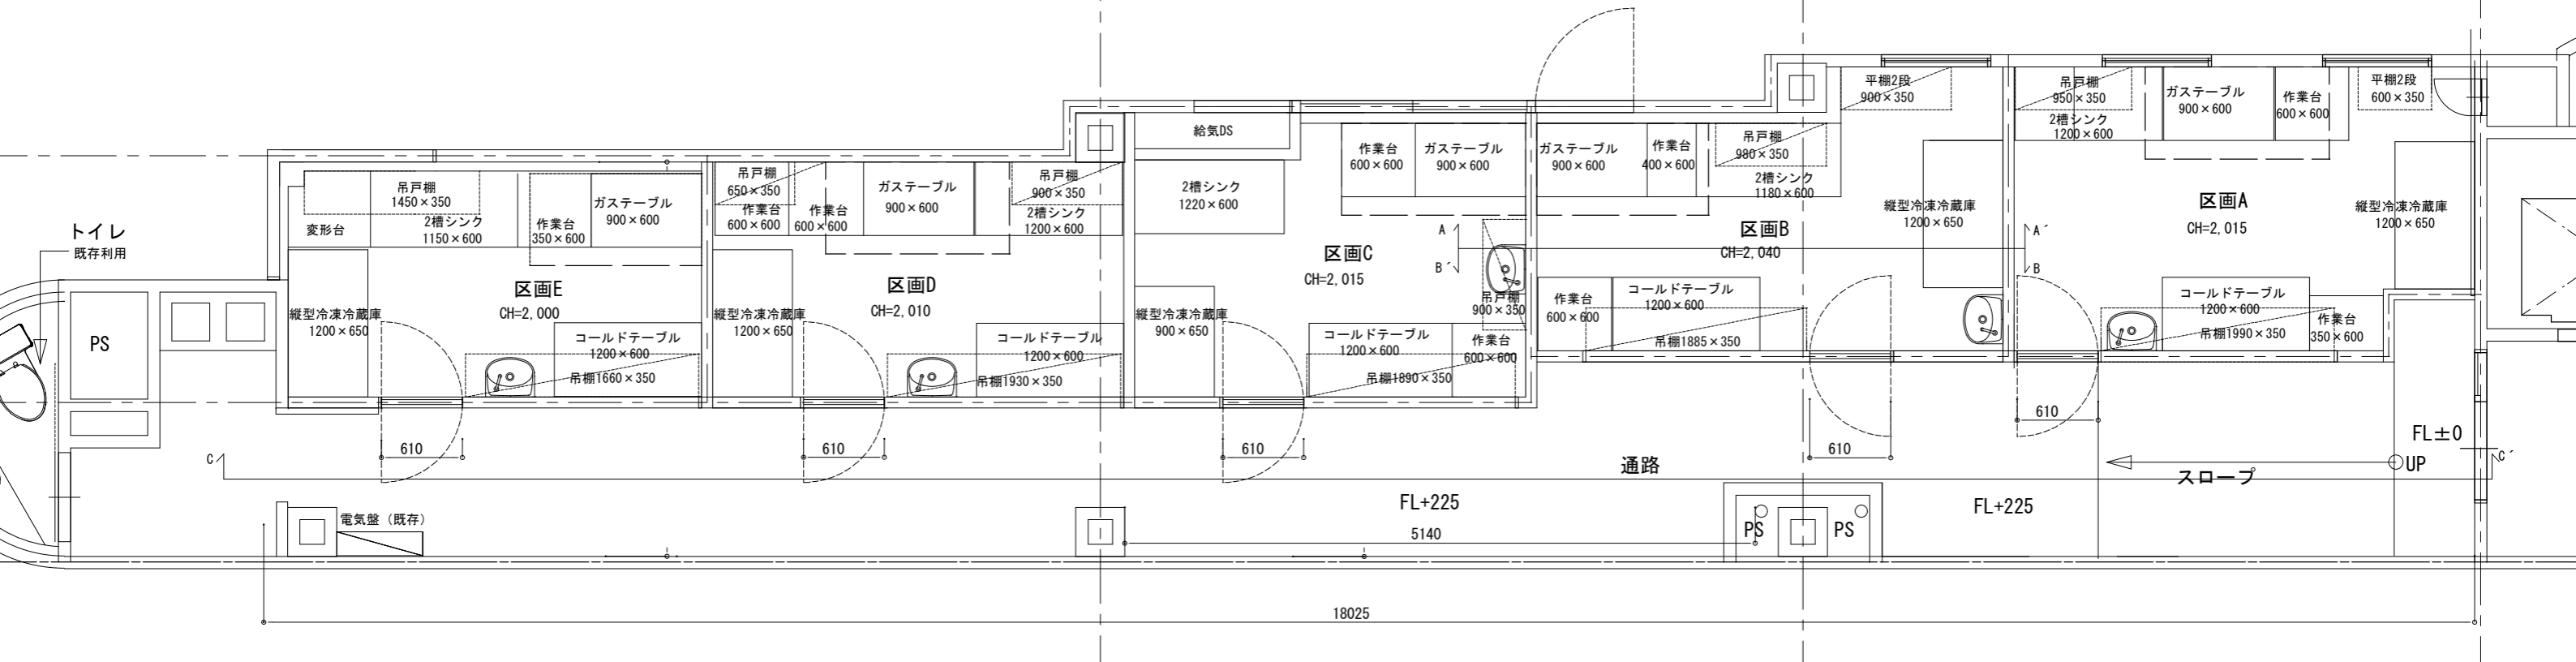 トイレ
既存利用
PS
変形台
吊戸棚
1450×350
2槽シンク
1150×600
作業台
350×600
ガステーブル
900×600
区画E
CH=2,000
縦型冷凍冷蔵庫
1200×650
コールドテーブル
1200×600
吊棚1660×350
610
吊戸棚
650×350
作業台
600×600
作業台
600×600
ガステーブル
900×600
吊戸棚
900×350
2槽シンク
1200×600
区画D
CH=2,010
縦型冷凍冷蔵庫
1200×650
コールドテーブル
1200×600
吊棚1930×350
610
給気DS
2槽シンク
1220×600
作業台
600×600
ガステーブル
900×600
区画C
CH=2,015
縦型冷凍冷蔵庫
900×650
吊戸棚
900×350
コールドテーブル
1200×600
作業台
600×600
吊棚1890×350
610
A
B´
ガステーブル
900×600
作業台
400×600
吊戸棚
980×350
2槽シンク
1180×600
平棚2段
900×350
区画B
CH=2,040
縦型冷凍冷蔵庫
1200×650
作業台
600×600
コールドテーブル
1200×600
吊棚1885×350
610
A´
B
吊戸棚
950×350
2槽シンク
1200×600
ガステーブル
900×600
作業台
600×600
平棚2段
600×350
区画A
CH=2,015
縦型冷凍冷蔵庫
1200×650
コールドテーブル
1200×600
吊棚1990×350
作業台
350×600
610
C
通路
スロープ
UP
FL±0
C´
電気盤（既存）
FL+225
5140
PS
PS
FL+225
18025